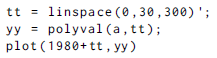 tt = linspace(0,30,300)';
yy = polyval(a,tt);
plot(1980+tt,yy)